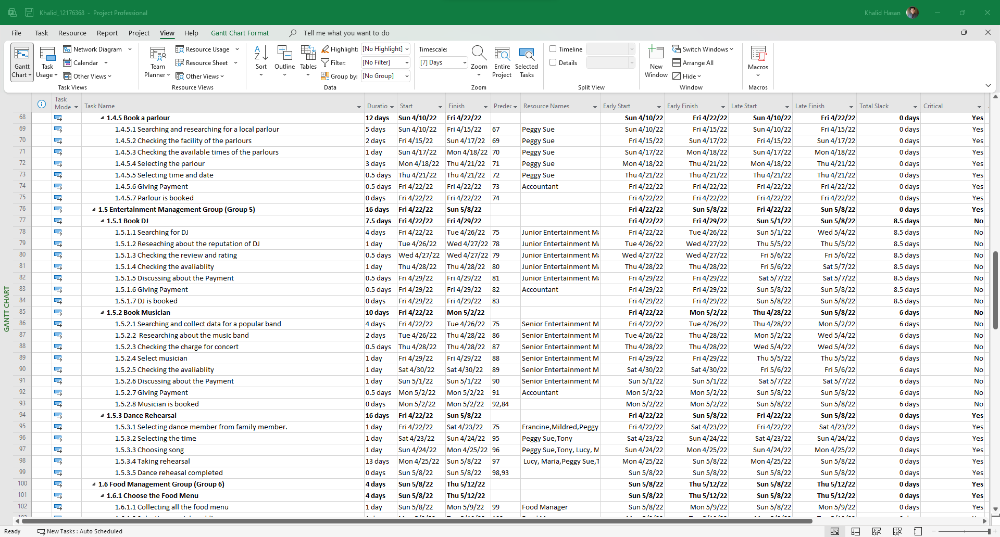 Khalid_12176368 - Project Professional
Khalid Hasan
File Task Resource Report Project View Help Gantt Chart Format Tell me what you want to do
Gantt Chart
Task Usage
Network Diagram
Calendar
Other Views
Task Views
Team Planner
Resource Usage
Resource Sheet
Other Views
Resource Views
Sort
Outline
Tables
Highlight: [No Highlight]
Filter: [No Filter]
Group by: [No Group]
Data
Timescale:
[7] Days
Zoom
Entire Project
Selected Tasks
Zoom
Timeline
Details
Split View
New Window
Switch Windows
Arrange All
Hide
Window
Macros
Macros
GANTT CHART
Task Mode Task Name Duratio Start Finish Predec Resource Names Early Start Early Finish Late Start Late Finish Total Slack Critical
68 1.4.5 Book a parlour 12 days Sun 4/10/22 Fri 4/22/22 Sun 4/10/22 Fri 4/22/22 Sun 4/10/22 Fri 4/22/22 0 days Yes
69 1.4.5.1 Searching and researching for a local parlour 5 days Sun 4/10/22 Fri 4/15/22 67 Peggy Sue Sun 4/10/22 Fri 4/15/22 Sun 4/10/22 Fri 4/15/22 0 days Yes
70 1.4.5.2 Checking the facility of the parlours 2 days Fri 4/15/22 Sun 4/17/22 69 Peggy Sue Fri 4/15/22 Sun 4/17/22 Fri 4/15/22 Sun 4/17/22 0 days Yes
71 1.4.5.3 Checking the available times of the parlours 1 day Sun 4/17/22 Mon 4/18/22 70 Peggy Sue Sun 4/17/22 Mon 4/18/22 Sun 4/17/22 Mon 4/18/22 0 days Yes
72 1.4.5.4 Selecting the parlour 3 days Mon 4/18/22 Thu 4/21/22 71 Peggy Sue Mon 4/18/22 Thu 4/21/22 Mon 4/18/22 Thu 4/21/22 0 days Yes
73 1.4.5.5 Selecting time and date 0.5 days Thu 4/21/22 Thu 4/21/22 72 Peggy Sue Thu 4/21/22 Thu 4/21/22 Thu 4/21/22 Thu 4/21/22 0 days Yes
74 1.4.5.6 Giving Payment 0.5 days Fri 4/22/22 Fri 4/22/22 73 Accountant Fri 4/22/22 Fri 4/22/22 Fri 4/22/22 Fri 4/22/22 0 days Yes
75 1.4.5.7 Parlour is booked 0 days Fri 4/22/22 Fri 4/22/22 74 Fri 4/22/22 Fri 4/22/22 Fri 4/22/22 Fri 4/22/22 0 days Yes
76 1.5 Entertainment Management Group (Group 5) 16 days Fri 4/22/22 Sun 5/8/22 Fri 4/22/22 Sun 5/8/22 Fri 4/22/22 Sun 5/8/22 0 days Yes
77 1.5.1 Book DJ 7.5 days Fri 4/22/22 Fri 4/29/22 Fri 4/22/22 Fri 4/29/22 Sun 5/1/22 Sun 5/8/22 8.5 days No
78 1.5.1.1 Searching for DJ 4 days Fri 4/22/22 Tue 4/26/22 75 Junior Entertainment Ma Fri 4/22/22 Tue 4/26/22 Sun 5/1/22 Wed 5/4/22 8.5 days No
79 1.5.1.2 Reseaching about the reputation of DJ 1 day Tue 4/26/22 Wed 4/27/22 78 Junior Entertainment Ma Tue 4/26/22 Wed 4/27/22 Thu 5/5/22 Thu 5/5/22 8.5 days No
80 1.5.1.3 Checking the review and rating 0.5 days Wed 4/27/22 Wed 4/27/22 79 Junior Entertainment Ma Wed 4/27/22 Wed 4/27/22 Fri 5/6/22 Fri 5/6/22 8.5 days No
81 1.5.1.4 Checking the avaliablity 1 day Thu 4/28/22 Thu 4/28/22 80 Junior Entertainment Ma Thu 4/28/22 Thu 4/28/22 Fri 5/6/22 Sat 5/7/22 8.5 days No
82 1.5.1.5 Discussing about the Payment 0.5 days Fri 4/29/22 Fri 4/29/22 81 Junior Entertainment Ma Fri 4/29/22 Fri 4/29/22 Sat 5/7/22 Sat 5/7/22 8.5 days No
83 1.5.1.6 Giving Payment 0.5 days Fri 4/29/22 Fri 4/29/22 82 Accountant Fri 4/29/22 Fri 4/29/22 Sun 5/8/22 Sun 5/8/22 8.5 days No
84 1.5.1.7 DJ is booked 0 days Fri 4/29/22 Fri 4/29/22 83 Fri 4/29/22 Fri 4/29/22 Sun 5/8/22 Sun 5/8/22 8.5 days No
85 1.5.2 Book Musician 10 days Fri 4/22/22 Mon 5/2/22 Fri 4/22/22 Mon 5/2/22 Thu 4/28/22 Sun 5/8/22 6 days No
86 1.5.2.1 Searching and collect data for a popular band 4 days Fri 4/22/22 Tue 4/26/22 75 Senior Entertainment M Fri 4/22/22 Tue 4/26/22 Thu 4/28/22 Mon 5/2/22 6 days No
87 1.5.2.2 Researching about the music band 2 days Tue 4/26/22 Thu 4/28/22 86 Senior Entertainment M Tue 4/26/22 Thu 4/28/22 Mon 5/2/22 Wed 5/4/22 6 days No
88 1.5.2.3 Checking the charge for concert 0.5 days Thu 4/28/22 Thu 4/28/22 87 Senior Entertainment M Thu 4/28/22 Thu 4/28/22 Wed 5/4/22 Wed 5/4/22 6 days No
89 1.5.2.4 Select musician 1 day Fri 4/29/22 Fri 4/29/22 88 Senior Entertainment M Fri 4/29/22 Fri 4/29/22 Thu 5/5/22 Thu 5/5/22 6 days No
90 1.5.2.5 Checking the avaliablity 1 day Sat 4/30/22 Sat 4/30/22 89 Senior Entertainment M Sat 4/30/22 Sat 4/30/22 Fri 5/6/22 Fri 5/6/22 6 days No
91 1.5.2.6 Discussing about the Payment 1 day Sun 5/1/22 Sun 5/1/22 90 Senior Entertainment M Sun 5/1/22 Sun 5/1/22 Sat 5/7/22 Sat 5/7/22 6 days No
92 1.5.2.7 Giving Payment 0.5 days Mon 5/2/22 Mon 5/2/22 91 Accountant Mon 5/2/22 Mon 5/2/22 Sun 5/8/22 Sun 5/8/22 6 days No
93 1.5.2.8 Musician is booked 0 days Mon 5/2/22 Mon 5/2/22 92,84 Mon 5/2/22 Mon 5/2/22 Sun 5/8/22 Sun 5/8/22 6 days No
94 1.5.3 Dance Rehearsal 16 days Fri 4/22/22 Sun 5/8/22 Fri 4/22/22 Sun 5/8/22 Fri 4/22/22 Sun 5/8/22 0 days Yes
95 1.5.3.1 Selecting dance member from family member. 1 day Fri 4/22/22 Sat 4/23/22 75 Francine,Mildred,Peggy Fri 4/22/22 Sat 4/23/22 Fri 4/22/22 Sat 4/23/22 0 days Yes
96 1.5.3.2 Selecting the time 1 day Sat 4/23/22 Sun 4/24/22 95 Peggy Sue,Tony Sat 4/23/22 Sun 4/24/22 Sat 4/23/22 Sun 4/24/22 0 days Yes
97 1.5.3.3 Choosing song 1 day Sun 4/24/22 Mon 4/25/22 96 Peggy Sue,Tony, Lucy, M Sun 4/24/22 Mon 4/25/22 Sun 4/24/22 Mon 4/25/22 0 days Yes
98 1.5.3.4 Taking rehearsal 13 days Mon 4/25/22 Sun 5/8/22 97 Lucy, Maria,Peggy Sue,T Mon 4/25/22 Sun 5/8/22 Mon 4/25/22 Sun 5/8/22 0 days Yes
99 1.5.3.5 Dance reheasal completed 0 days Sun 5/8/22 Sun 5/8/22 98,93 Sun 5/8/22 Sun 5/8/22 Sun 5/8/22 Sun 5/8/22 0 days Yes
100 1.6 Food Management Group (Group 6) 4 days Sun 5/8/22 Thu 5/12/22 Sun 5/8/22 Thu 5/12/22 Sun 5/8/22 Thu 5/12/22 0 days Yes
101 1.6.1 Choose the Food Menu 4 days Sun 5/8/22 Thu 5/12/22 Sun 5/8/22 Thu 5/12/22 Sun 5/8/22 Thu 5/12/22 0 days Yes
102 1.6.1.1 Collecting all the food menu 1 day Sun 5/8/22 Mon 5/9/22 99 Food Manager Sun 5/8/22 Mon 5/9/22 Sun 5/8/22 Mon 5/9/22 0 days Yes
Ready New Tasks : Auto Scheduled